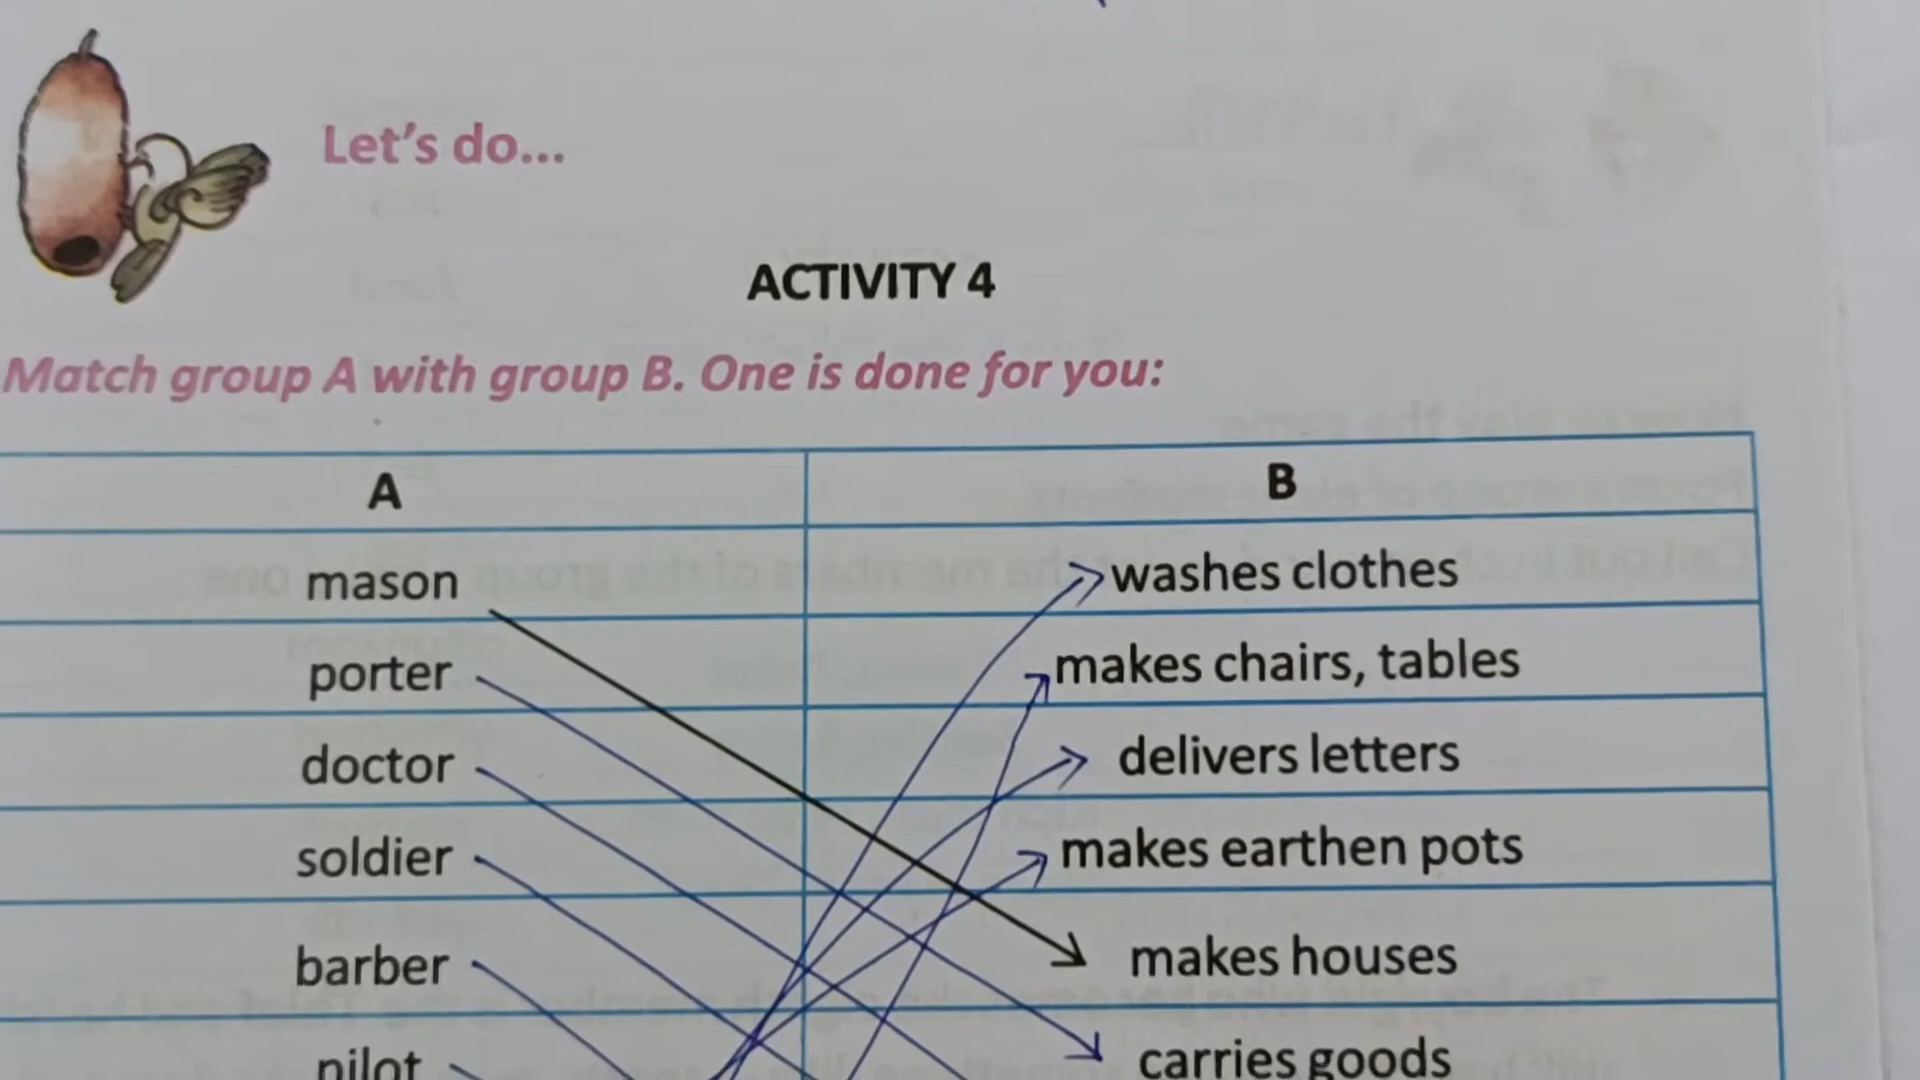 Let's do...
ACTIVITY 4
Match group A with group B. One is done for you:
A B
mason washes clothes
porter makes chairs, tables
doctor delivers letters
soldier makes earthen pots
barber makes houses
pilot carries goods